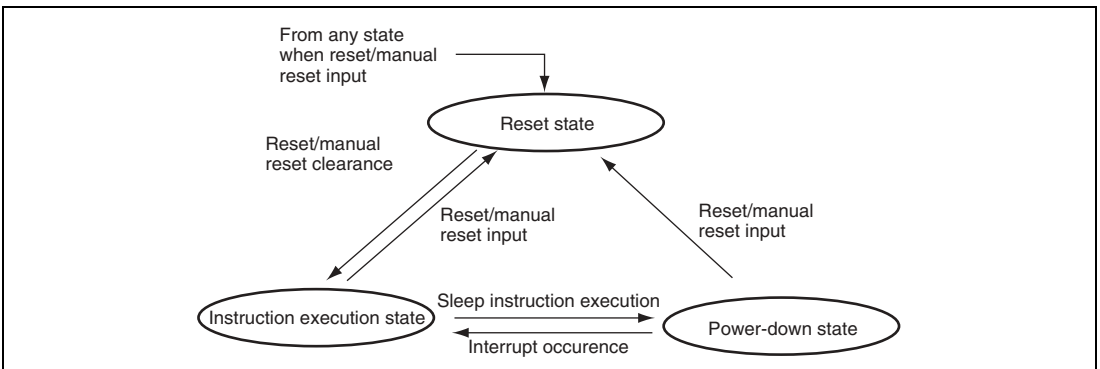 From any state
when reset/manual
reset input
Reset state
Reset/manual
reset clearance
Reset/manual
reset input
Reset/manual
reset input
Instruction execution state
Sleep instruction execution
Interrupt occurence
Power-down state